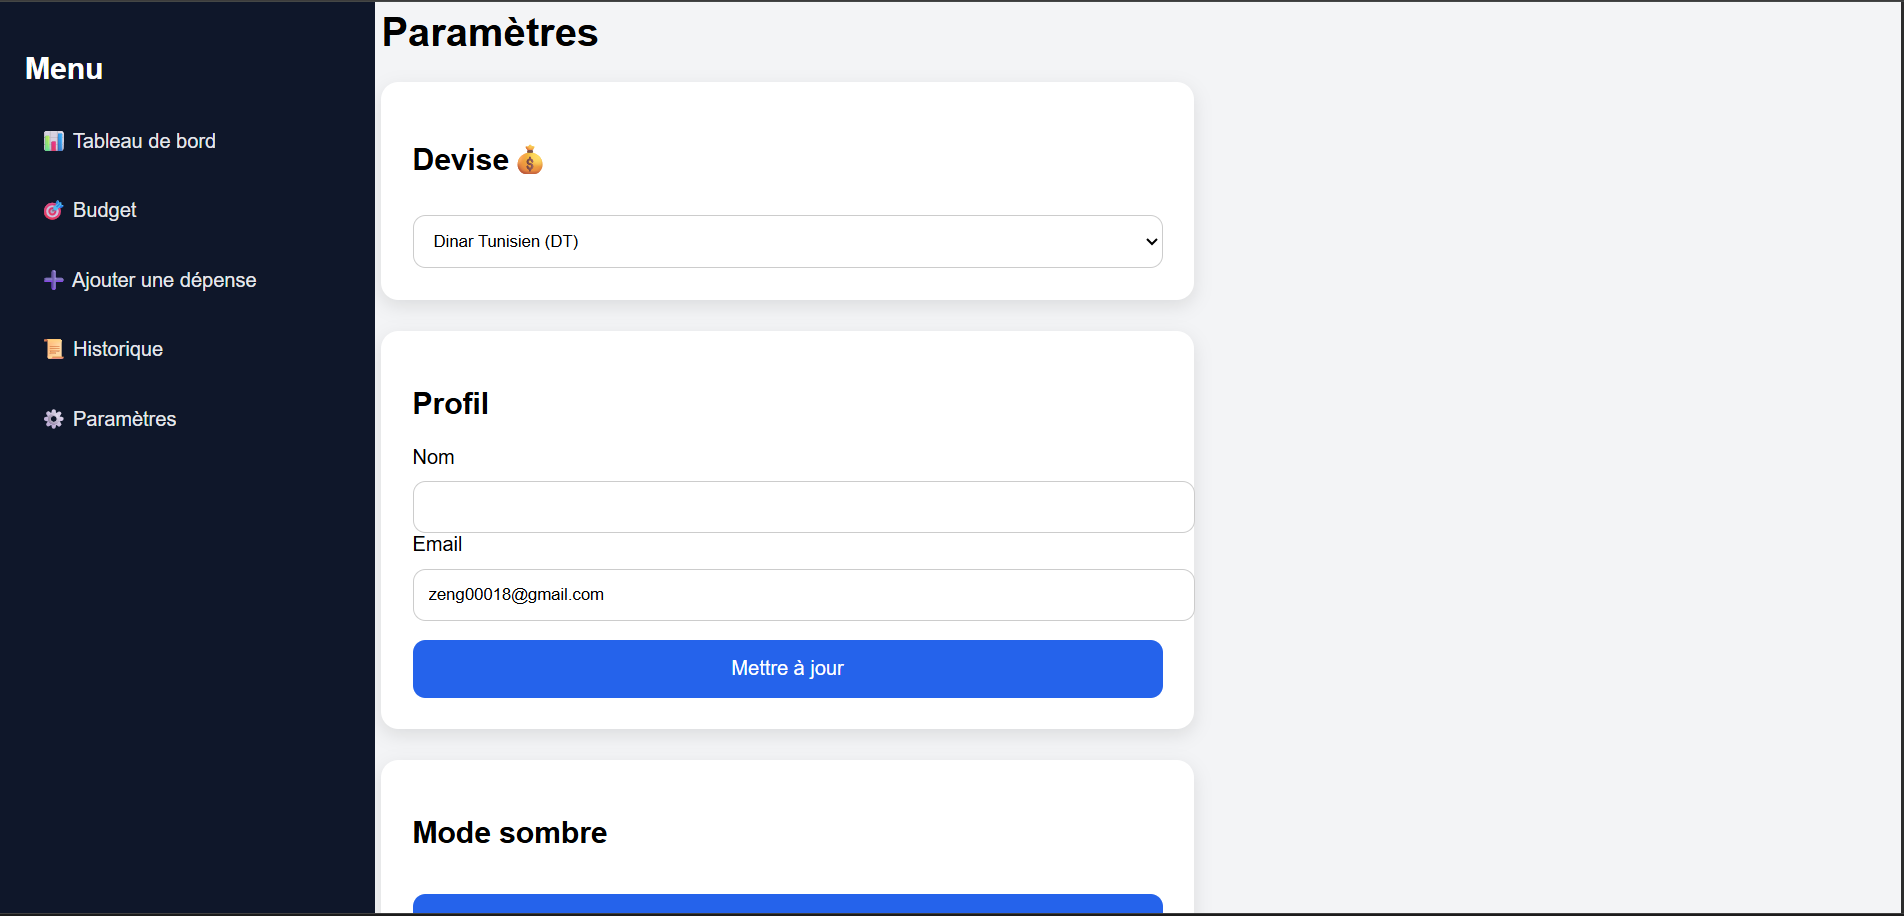 Menu
Tableau de bord
Budget
Ajouter une dépense
Historique
Paramètres
Paramètres
Devise
Dinar Tunisien (DT)
Profil
Nom
Email
zeng00018@gmail.com
Mettre à jour
Mode sombre